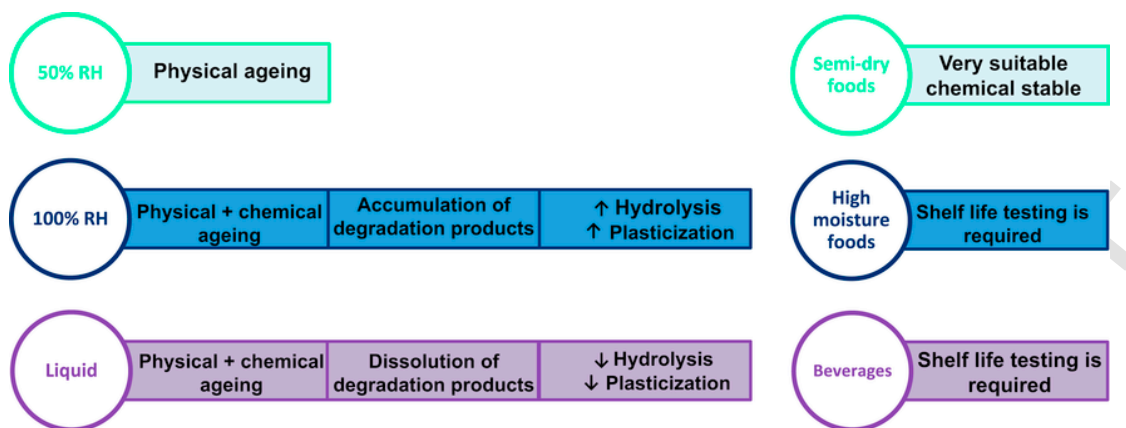 50% RH
Physical ageing
Semi-dry
foods
Very suitable
chemical stable
100% RH
Physical + chemical
ageing
Accumulation of
degradation products
↑ Hydrolysis
↑ Plasticization
High
moisture
foods
Shelf life testing is
required
Liquid
Physical + chemical
ageing
Dissolution of
degradation products
↓ Hydrolysis
↓ Plasticization
Beverages
Shelf life testing is
required